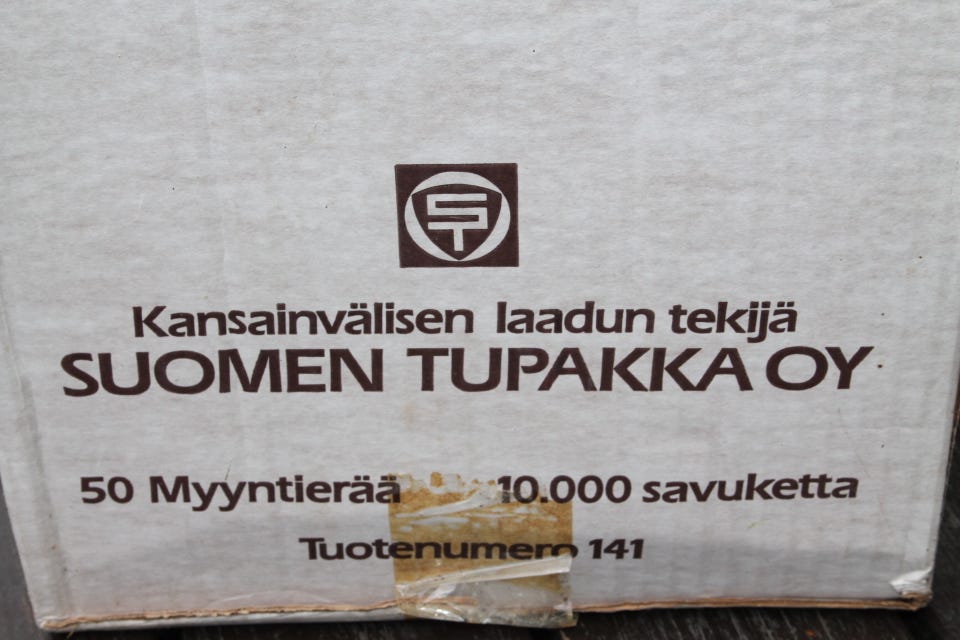 ST
Kansainvälisen laadun tekijä
SUOMEN TUPAKKA OY
50 Myyntierää 10.000 savuketta
Tuotenumero 141